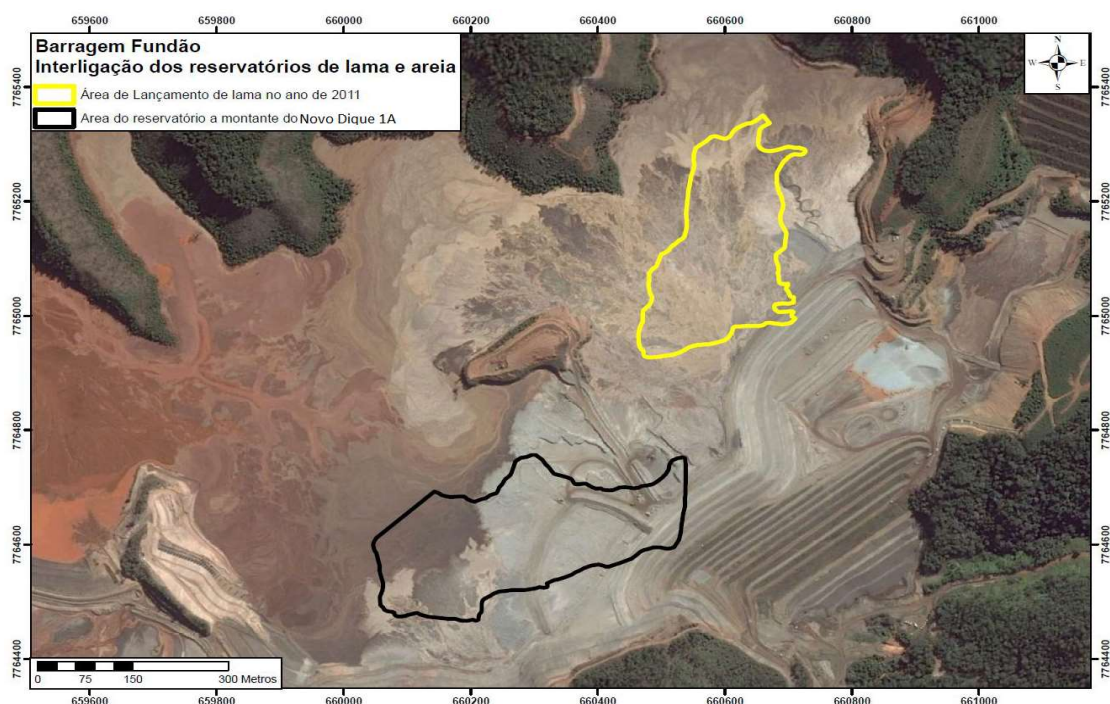 659600 659800 660000 660200 660400 660600 660800 661000
Barragem Fundão
Interligação dos reservatórios de lama e areia
Área de Lançamento de lama no ano de 2011
Area do reservatório a montante do Novo Dique 1A
N
W E
S
7765400 7765400
7765200 7765200
7765000 7765000
7764800 7764800
7764600 7764600
7764400 7764400
0 75 150 300 Metros
659600 659800 660000 660200 660400 660600 660800 661000